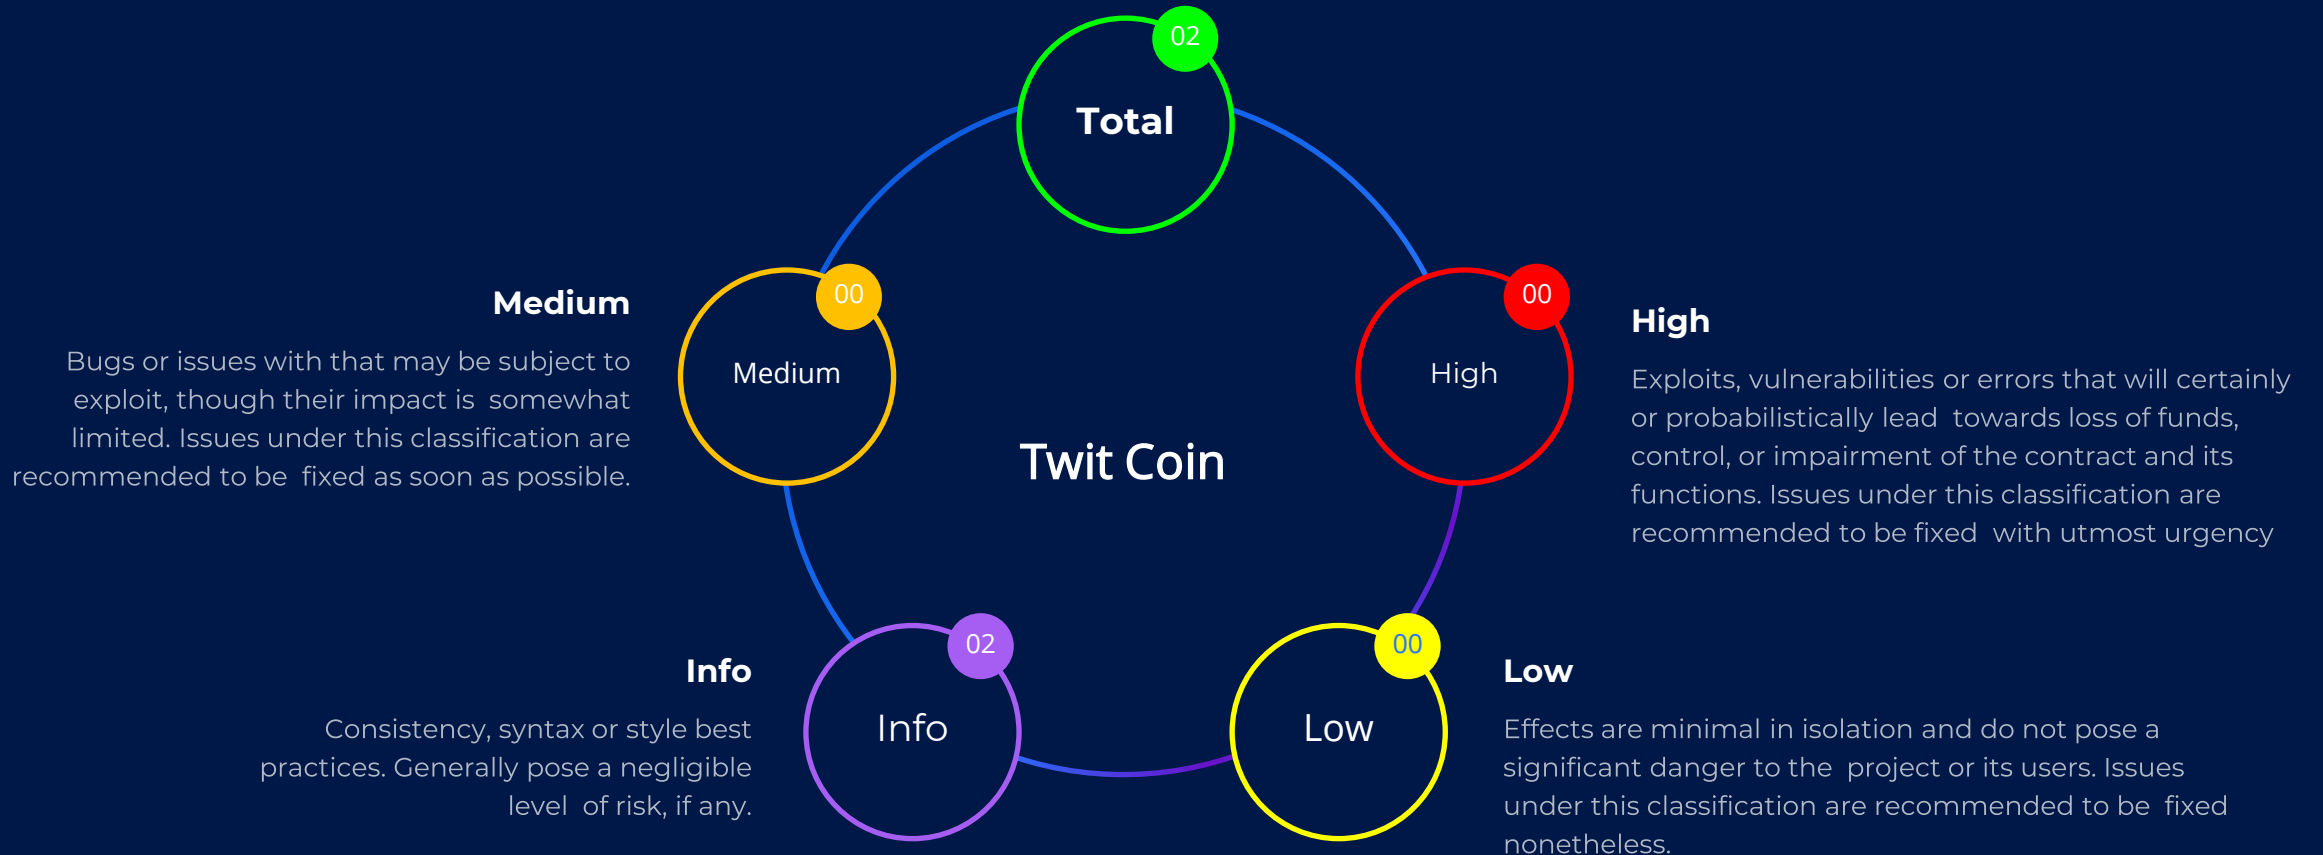 02
Total
00
Medium
Medium
Bugs or issues with that may be subject to
exploit, though their impact is somewhat
limited. Issues under this classification are
recommended to be fixed as soon as possible.
00
High
High
Exploits, vulnerabilities or errors that will certainly
or probabilistically lead towards loss of funds,
control, or impairment of the contract and its
functions. Issues under this classification are
recommended to be fixed with utmost urgency
Twit Coin
02
Info
Info
Consistency, syntax or style best
practices. Generally pose a negligible
level of risk, if any.
00
Low
Low
Effects are minimal in isolation and do not pose a
significant danger to the project or its users. Issues
under this classification are recommended to be fixed
nonetheless.